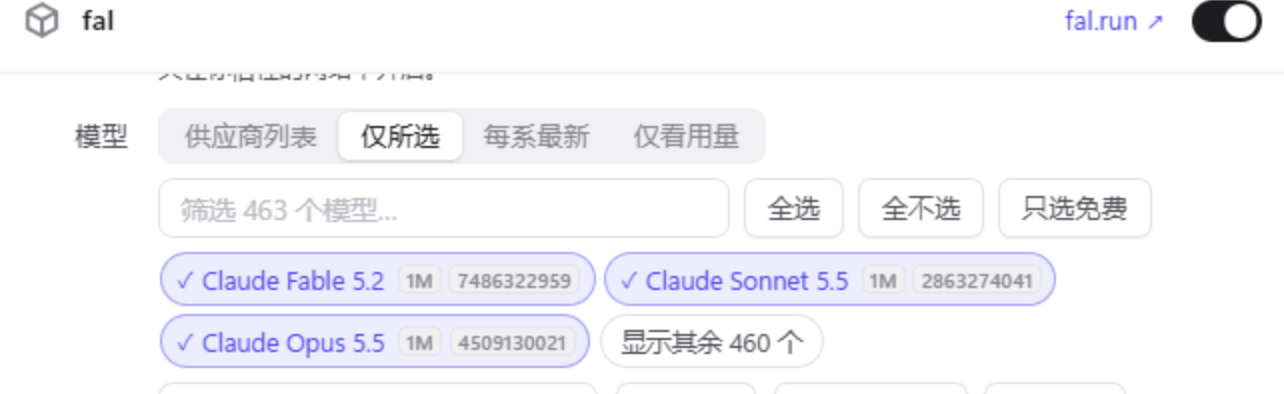 fal
fal.run ↗
模型 供应商列表 仅所选 每系最新 仅看用量
筛选 463 个模型... 全选 全不选 只选免费
✓ Claude Fable 5.2 1M 7486322959 ✓ Claude Sonnet 5.5 1M 2863274041
✓ Claude Opus 5.5 1M 4509130021 显示其余 460 个